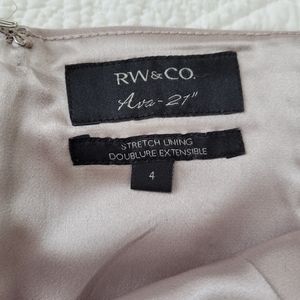 RW&CO.
Ava-21"
STRETCH LINING
DOUBLURE EXTENSIBLE
4